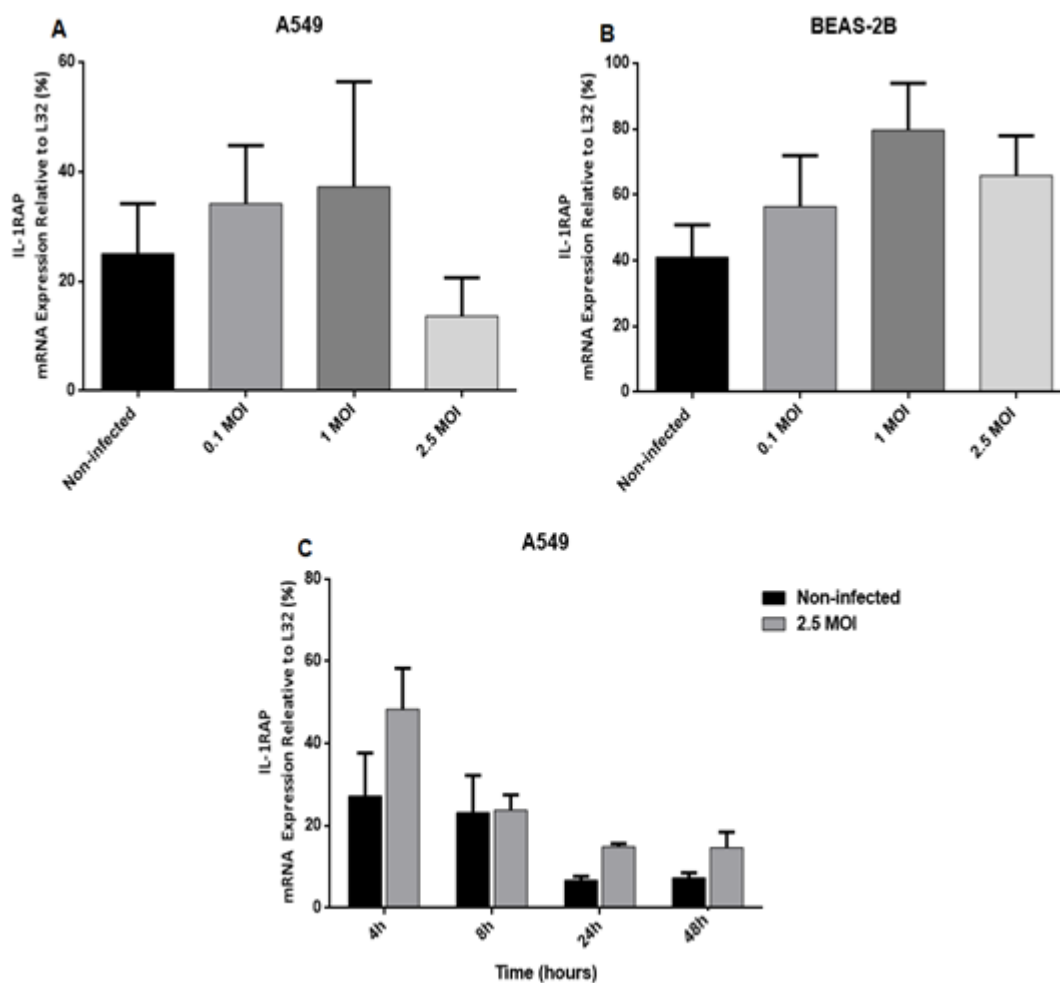 A
A549
IL-1RAP
mRNA Expression Relative to L32 (%)
60
40
20
0
Non-infected
0.1 MOI
1 MOI
2.5 MOI
B
BEAS-2B
IL-1RAP
mRNA Expression Relative to L32 (%)
100
80
60
40
20
0
Non-infected
0.1 MOI
1 MOI
2.5 MOI
C
A549
IL-1RAP
mRNA Expression Releative to L32 (%)
80
60
40
20
0
4h
8h
24h
48h
Time (hours)
Non-infected
2.5 MOI